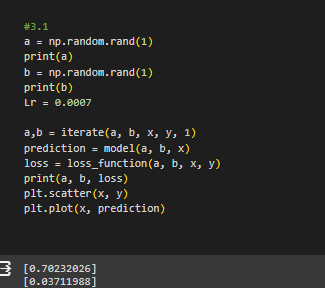 #3.1
a = np.random.rand(1)
print(a)
b = np.random.rand(1)
print(b)
Lr = 0.0007

a,b = iterate(a, b, x, y, 1)
prediction = model(a, b, x)
loss = loss_function(a, b, x, y)
print(a, b, loss)
plt.scatter(x, y)
plt.plot(x, prediction)

[0.70232026]
[0.03711988]